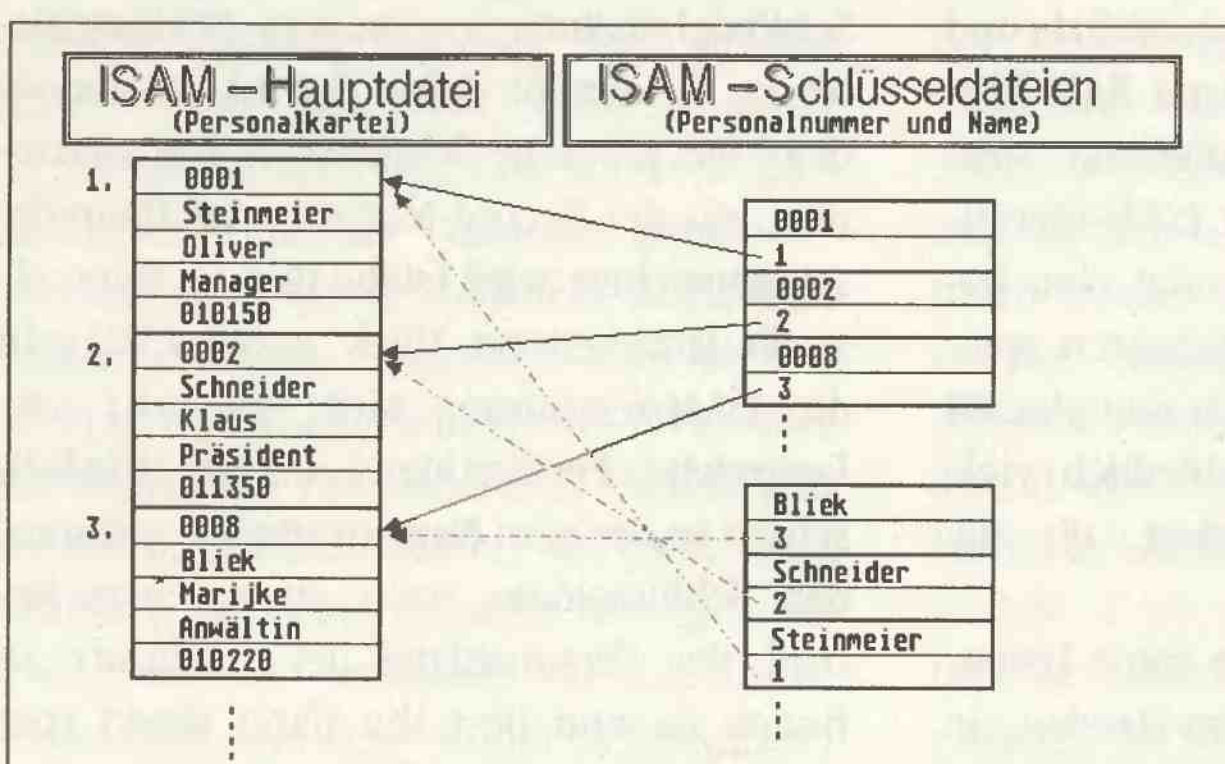 ISAM-Hauptdatei
(Personalkartei)
ISAM-Schlüsseldateien
(Personalnummer und Name)
1. 0001
Steinmeier
Oliver
Manager
010150
2. 0002
Schneider
Klaus
Präsident
011350
3. 0008
Bliek
Marijke
Anwältin
010220
0001
1
0002
2
0008
3
Bliek
3
Schneider
2
Steinmeier
1